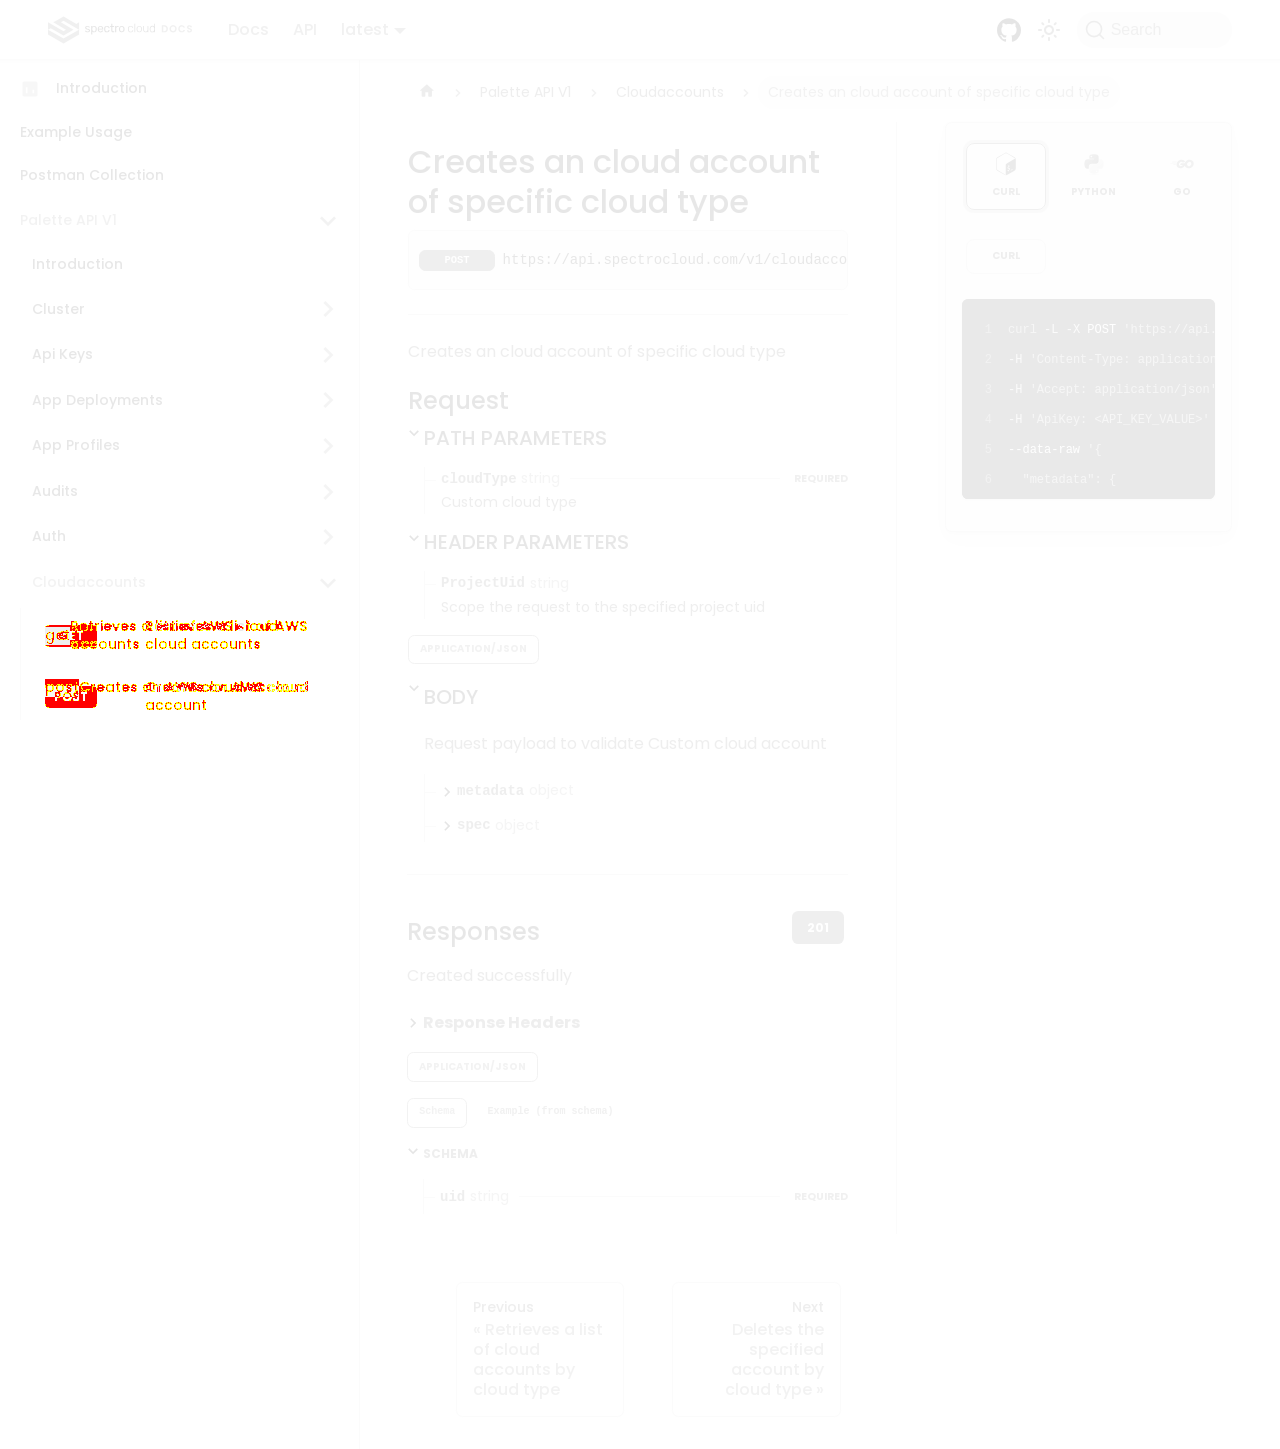 spectro cloud DOCS
Docs API latest
Search
Introduction
Example Usage
Postman Collection
Palette API V1
Introduction
Cluster
Api Keys
App Deployments
App Profiles
Audits
Auth
Cloudaccounts
GET
accounts
cloud accounts
post Creates
POST
account
Palette API V1 › Cloudaccounts › Creates an cloud account of specific cloud type
Creates an cloud account
of specific cloud type
POST https://api.spectrocloud.com/v1/cloudacco
Creates an cloud account of specific cloud type
Request
PATH PARAMETERS
cloudType string REQUIRED
Custom cloud type
HEADER PARAMETERS
ProjectUid string
Scope the request to the specified project uid
APPLICATION/JSON
BODY
Request payload to validate Custom cloud account
metadata object
spec object
Responses
201
Created successfully
Response Headers
APPLICATION/JSON
Schema Example (from schema)
SCHEMA
uid string REQUIRED
Previous
« Retrieves a list
of cloud
accounts by
cloud type
Next
Deletes the
specified
account by
cloud type »
CURL PYTHON GO
CURL
1 curl -L -X POST 'https://api.
2 -H 'Content-Type: application
3 -H 'Accept: application/json'
4 -H 'ApiKey: <API_KEY_VALUE>'
5 --data-raw '{
6 "metadata": {